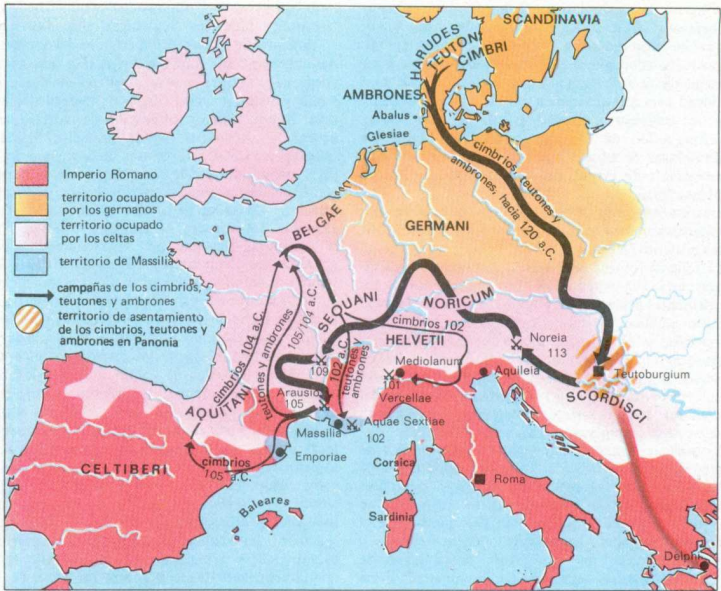 SCANDINAVIA
HARUDES
TEUTONI
CIMBRI
AMBRONES
Abalus
Glesiae
cimbrios, teutones y
ambrones, hacia 120 a.C.
Imperio Romano
territorio ocupado
por los germanos
territorio ocupado
por los celtas
territorio de Massilia
campañas de los cimbrios,
teutones y ambrones
territorio de asentamiento
de los cimbrios, teutones y
ambrones en Panonia
BELGAE
GERMANI
SEQUANI
NORICUM
HELVETII
cimbrios 102
cimbrios 104 a.C.
teutones y ambrones
105/104 a.C.
102 a.C.
teutones y
ambrones
Noreia
113
109
Mediolanum
101
Vercellae
Aquileia
Teutoburgium
SCORDISCI
Arausio
105
AQUITANI
Massilia
Aquae Sextiae
102
CELTIBERI
cimbrios
105 a.C.
Emporiae
Corsica
Roma
Baleares
Sardinia
Delphi